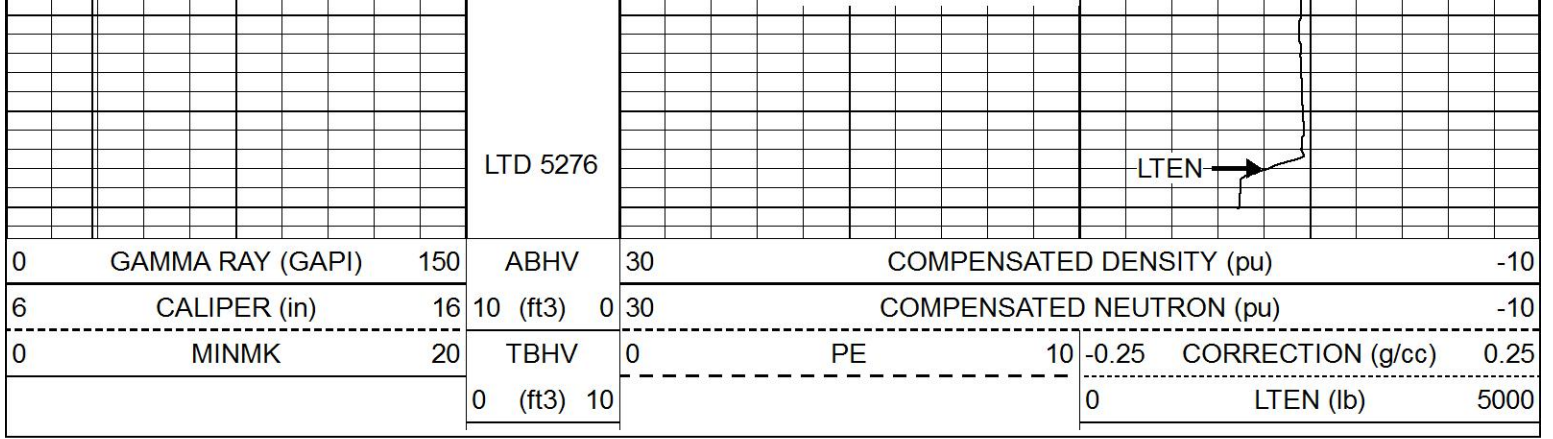 LTD 5276
LTEN
0 GAMMA RAY (GAPI) 150 ABHV 30 COMPENSATED DENSITY (pu) -10
6 CALIPER (in) 16 10 (ft3) 0 30 COMPENSATED NEUTRON (pu) -10
0 MINMK 20 TBHV 0 PE 10 -0.25 CORRECTION (g/cc) 0.25
0 (ft3) 10 0 LTEN (lb) 5000